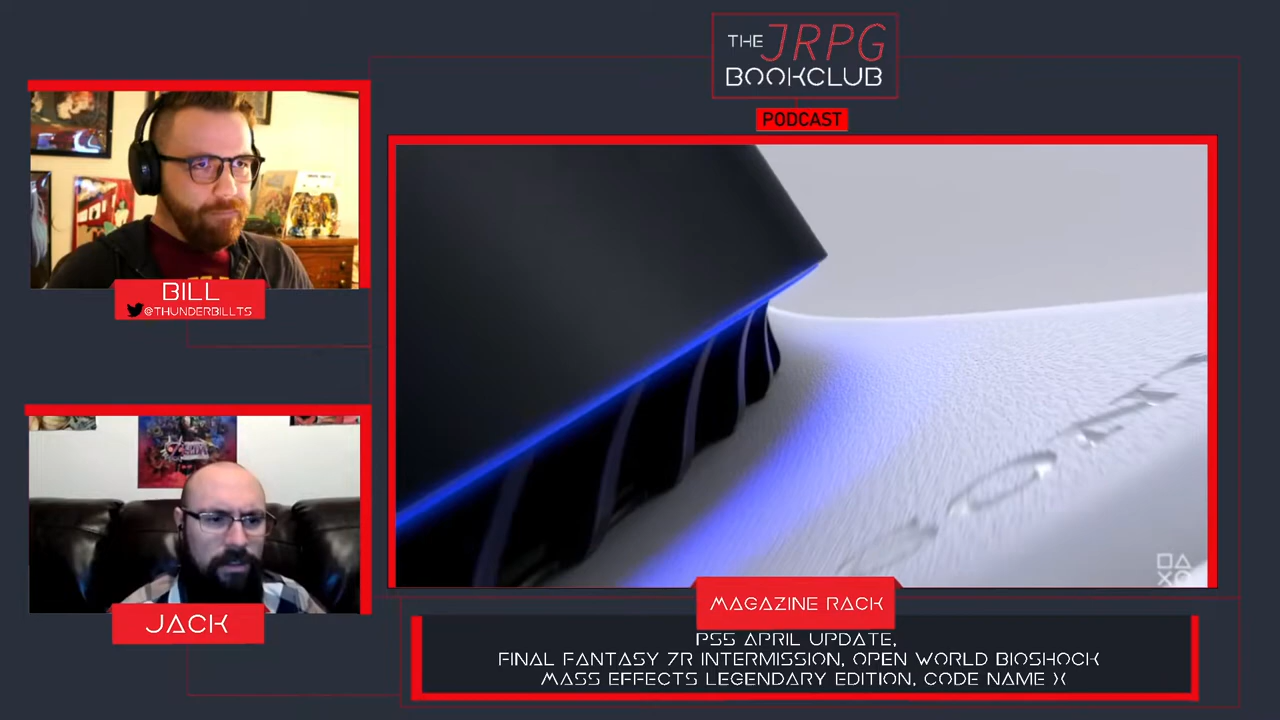 THE JRPG
BOOKCLUB
PODCAST
BILL
@THUNDERBILLTS
JACK
MAGAZINE RACK
PS5 APRIL UPDATE,
FINAL FANTASY 7R INTERMISSION, OPEN WORLD BIOSHOCK
MASS EFFECTS LEGENDARY EDITION, CODE NAME X